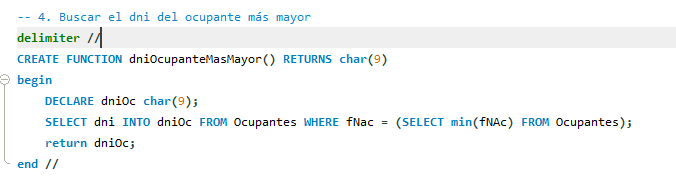 -- 4. Buscar el dni del ocupante más mayor
delimiter //
CREATE FUNCTION dniOcupanteMasMayor() RETURNS char(9)
begin
DECLARE dniOc char(9);
SELECT dni INTO dniOc FROM Ocupantes WHERE fNac = (SELECT min(fNAc) FROM Ocupantes);
return dniOc;
end //